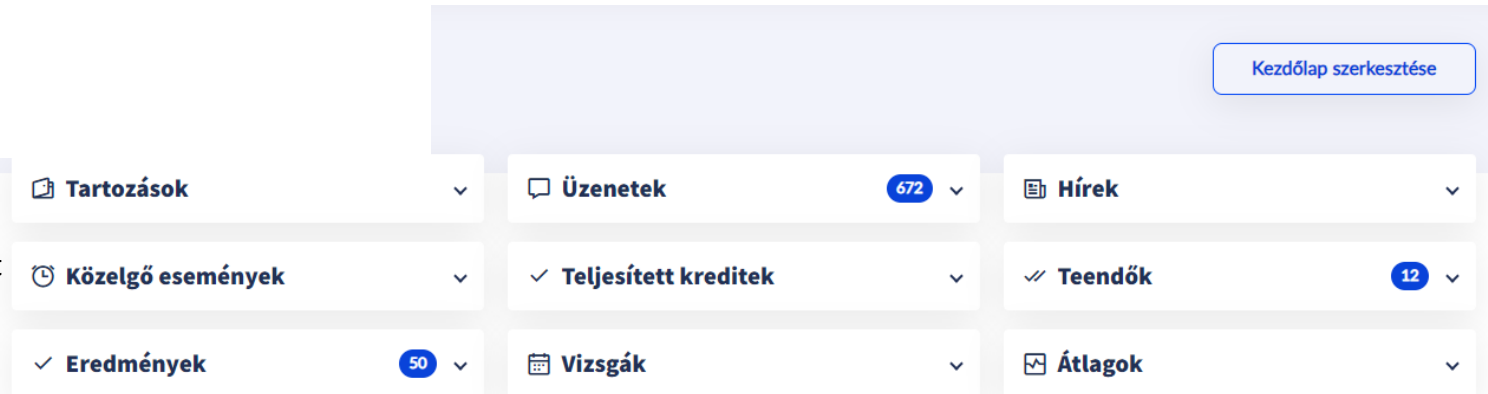 Kezdőlap szerkesztése
Tartozások
Üzenetek 672
Hírek
Közelgő események
Teljesített kreditek
Teendők 12
Eredmények 50
Vizsgák
Átlagok